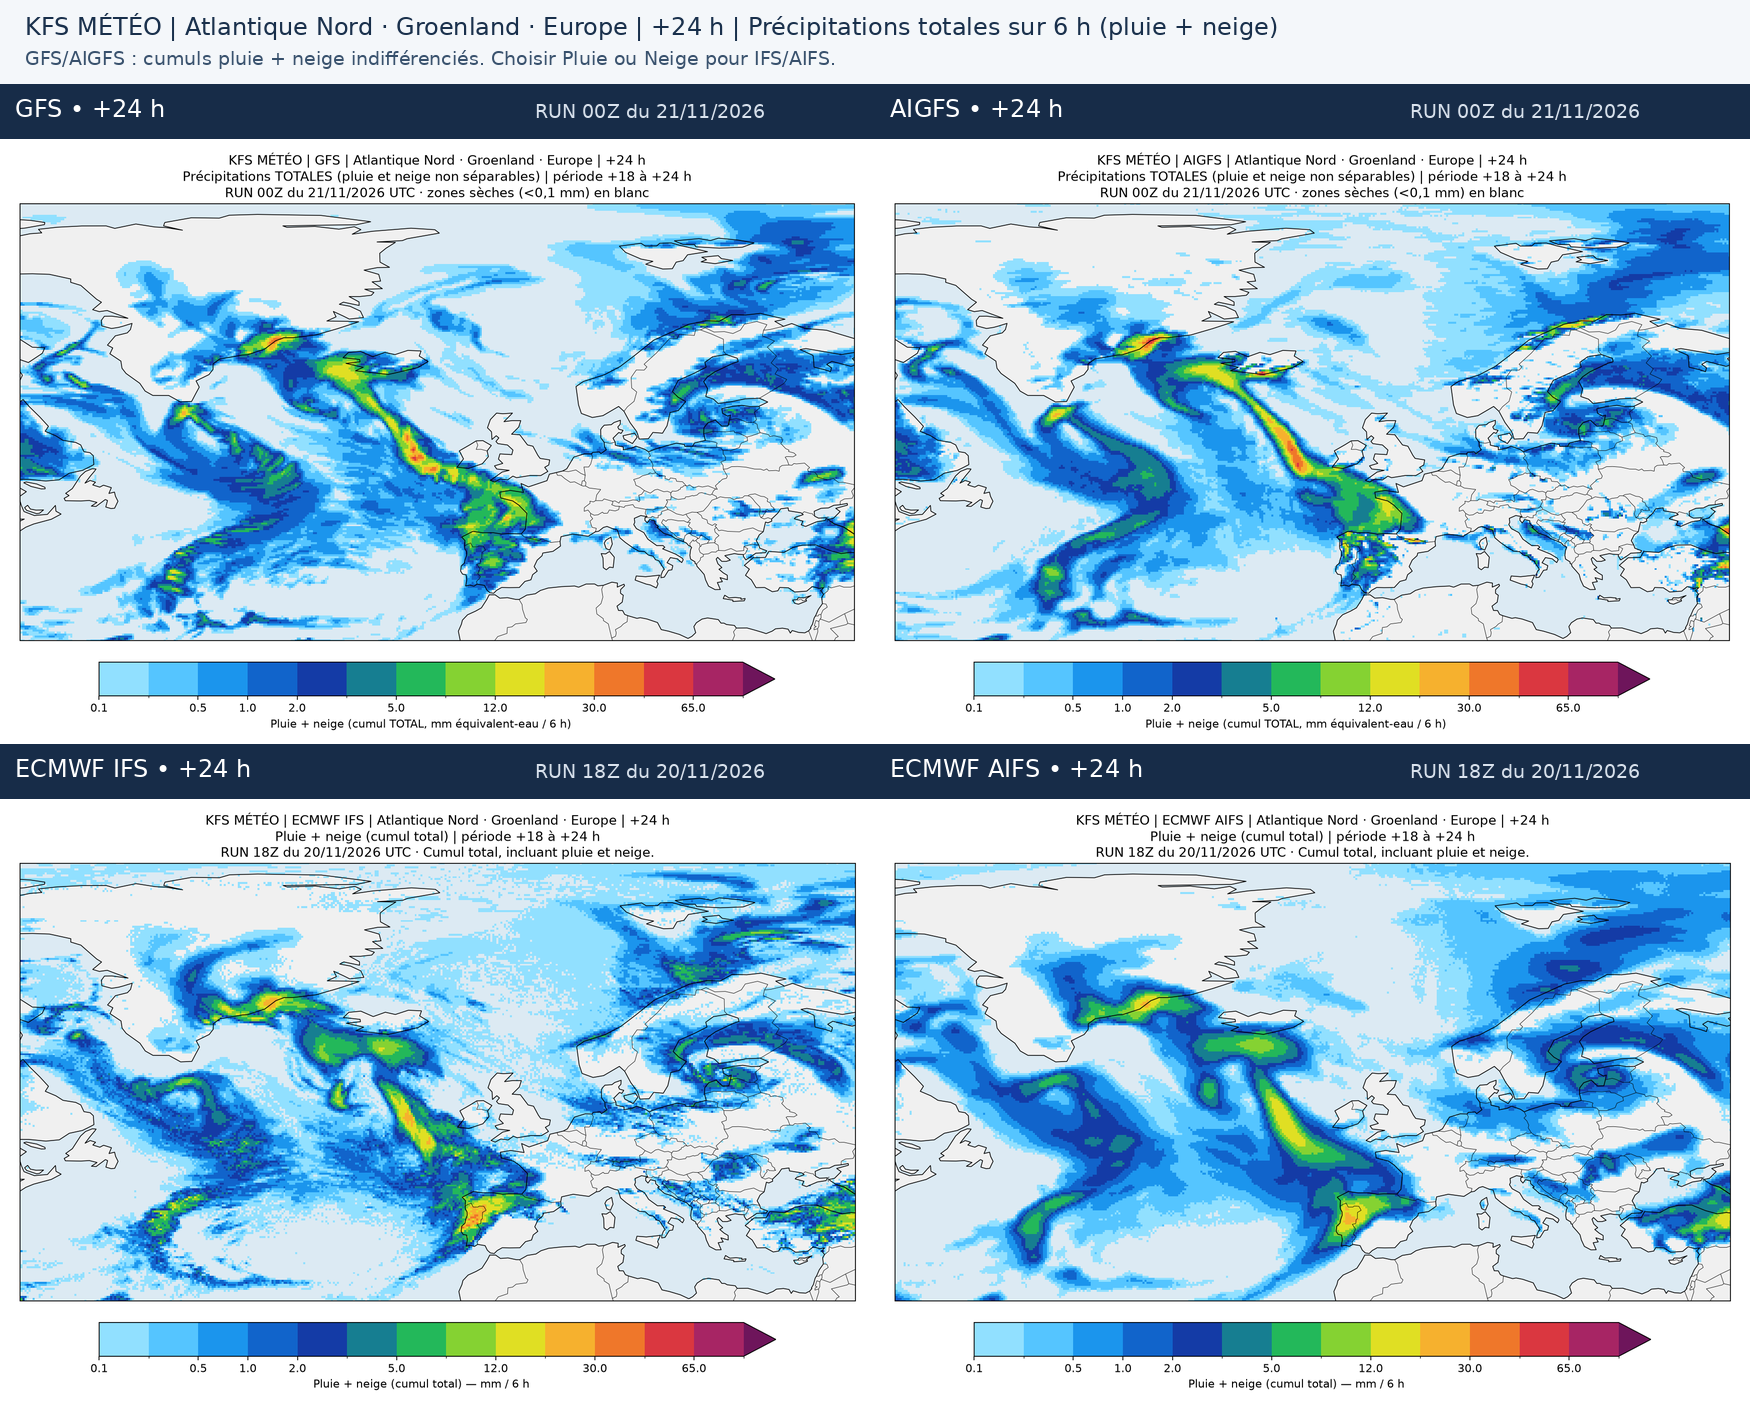 KFS MÉTÉO | Atlantique Nord · Groenland · Europe | +24 h | Précipitations totales sur 6 h (pluie + neige)
GFS/AIGFS : cumuls pluie + neige indifférenciés. Choisir Pluie ou Neige pour IFS/AIFS.
GFS • +24 h
RUN 00Z du 21/11/2026
AIGFS • +24 h
RUN 00Z du 21/11/2026
KFS MÉTÉO | GFS | Atlantique Nord · Groenland · Europe | +24 h
Précipitations TOTALES (pluie et neige non séparables) | période +18 à +24 h
RUN 00Z du 21/11/2026 UTC · zones sèches (<0,1 mm) en blanc
KFS MÉTÉO | AIGFS | Atlantique Nord · Groenland · Europe | +24 h
Précipitations TOTALES (pluie et neige non séparables) | période +18 à +24 h
RUN 00Z du 21/11/2026 UTC · zones sèches (<0,1 mm) en blanc
0.1 0.5 1.0 2.0 5.0 12.0 30.0 65.0
Pluie + neige (cumul TOTAL, mm équivalent-eau / 6 h)
0.1 0.5 1.0 2.0 5.0 12.0 30.0 65.0
Pluie + neige (cumul TOTAL, mm équivalent-eau / 6 h)
ECMWF IFS • +24 h
RUN 18Z du 20/11/2026
ECMWF AIFS • +24 h
RUN 18Z du 20/11/2026
KFS MÉTÉO | ECMWF IFS | Atlantique Nord · Groenland · Europe | +24 h
Pluie + neige (cumul total) | période +18 à +24 h
RUN 18Z du 20/11/2026 UTC · Cumul total, incluant pluie et neige.
KFS MÉTÉO | ECMWF AIFS | Atlantique Nord · Groenland · Europe | +24 h
Pluie + neige (cumul total) | période +18 à +24 h
RUN 18Z du 20/11/2026 UTC · Cumul total, incluant pluie et neige.
0.1 0.5 1.0 2.0 5.0 12.0 30.0 65.0
Pluie + neige (cumul total) — mm / 6 h
0.1 0.5 1.0 2.0 5.0 12.0 30.0 65.0
Pluie + neige (cumul total) — mm / 6 h